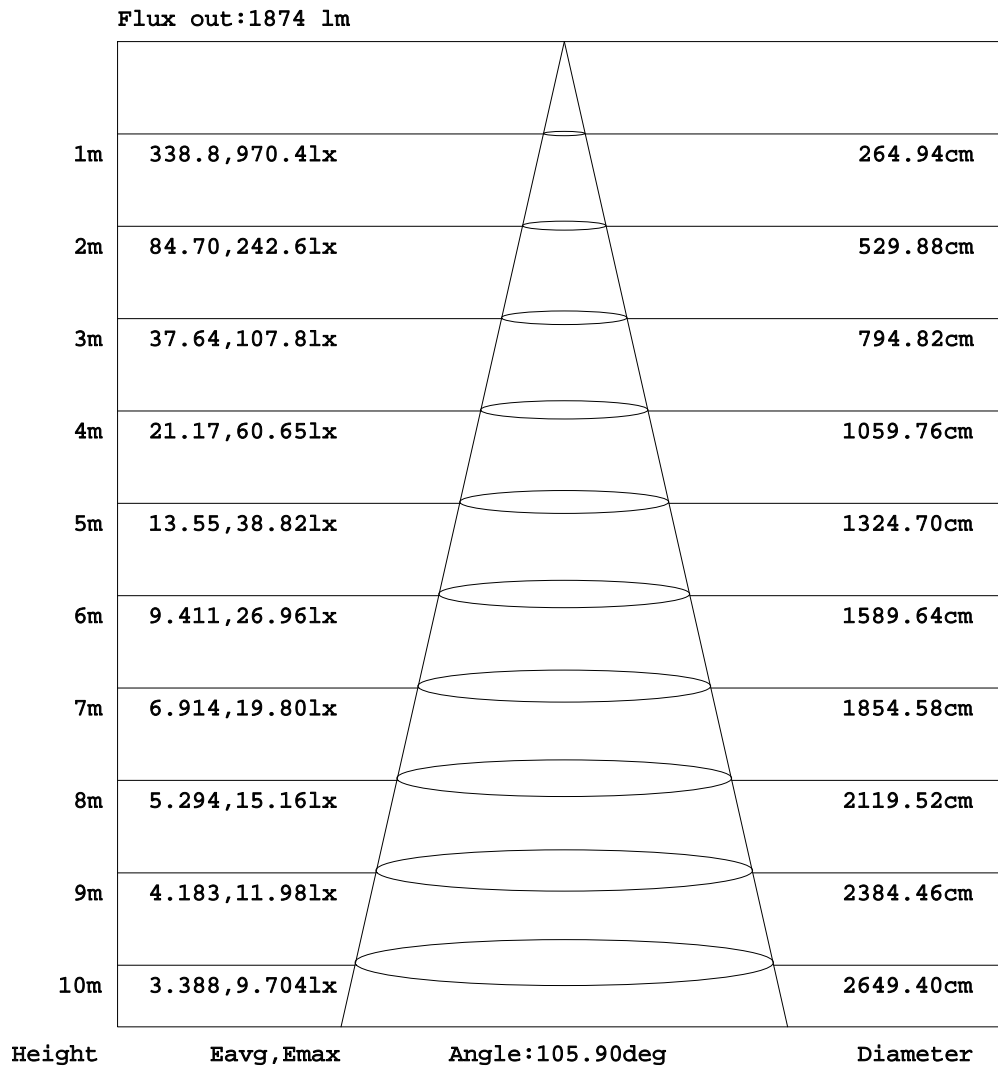 Flux out:1874 lm
1m 338.8,970.4lx 264.94cm
2m 84.70,242.6lx 529.88cm
3m 37.64,107.8lx 794.82cm
4m 21.17,60.65lx 1059.76cm
5m 13.55,38.82lx 1324.70cm
6m 9.411,26.96lx 1589.64cm
7m 6.914,19.80lx 1854.58cm
8m 5.294,15.16lx 2119.52cm
9m 4.183,11.98lx 2384.46cm
10m 3.388,9.704lx 2649.40cm
Height Eavg,Emax Angle:105.90deg Diameter